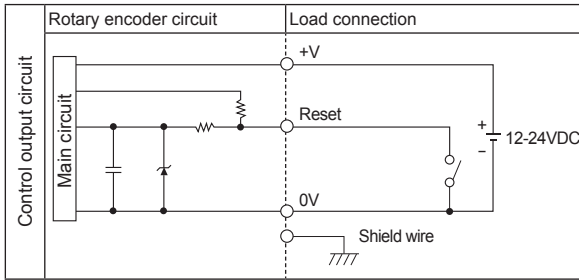 Rotary encoder circuit
Load connection
Control output circuit
Main circuit
+V
Reset
+
12-24VDC
−
0V
Shield wire